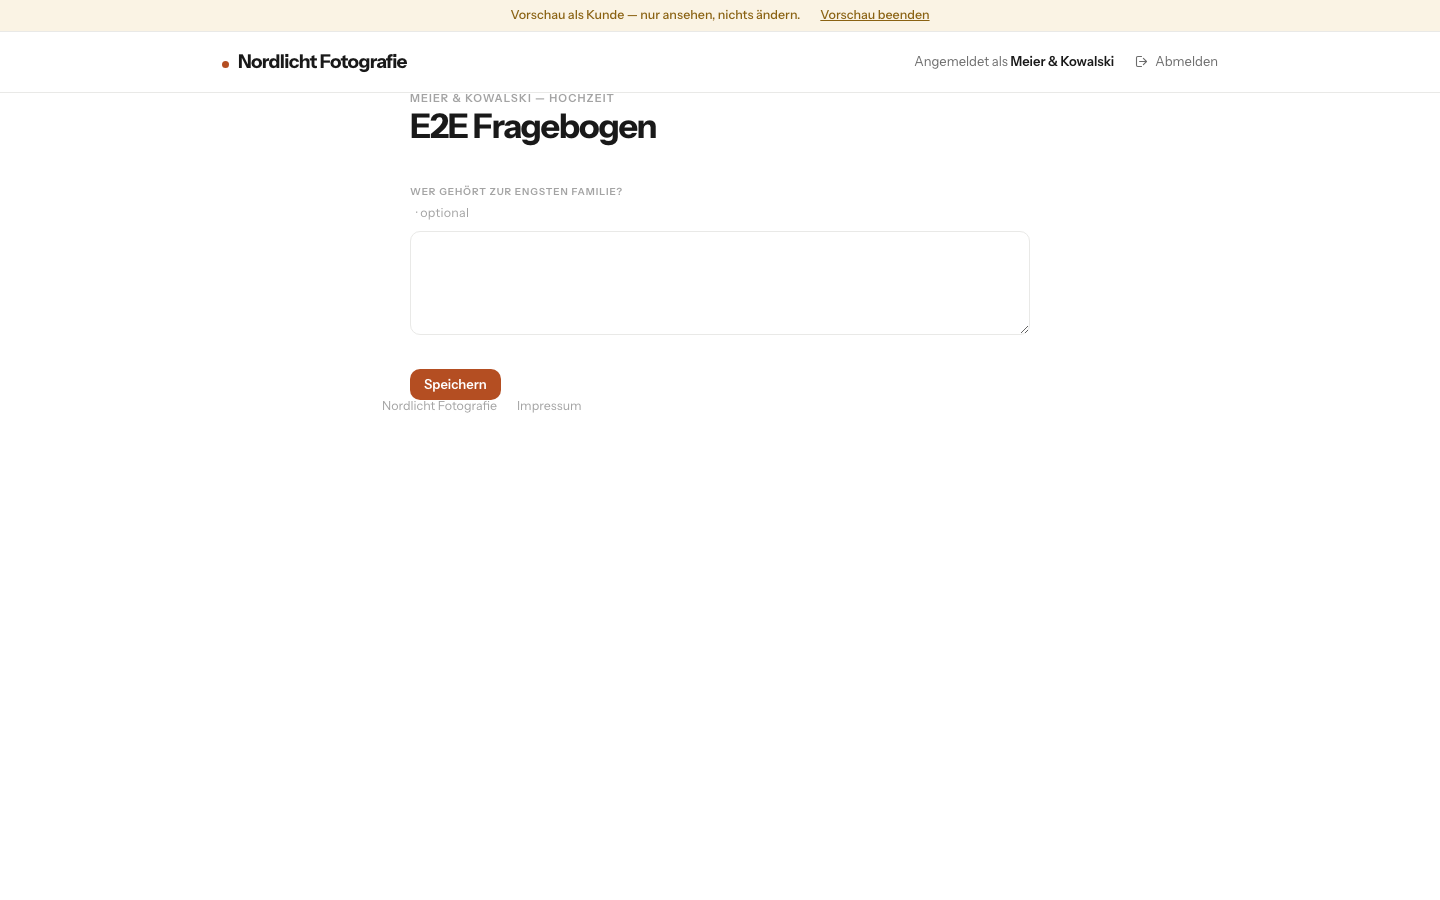 Vorschau als Kunde — nur ansehen, nichts ändern. Vorschau beenden
Nordlicht Fotografie
Angemeldet als Meier & Kowalski Abmelden
MEIER & KOWALSKI — HOCHZEIT
E2E Fragebogen
WER GEHÖRT ZUR ENGSTEN FAMILIE?
· optional
Speichern
Nordlicht Fotografie Impressum